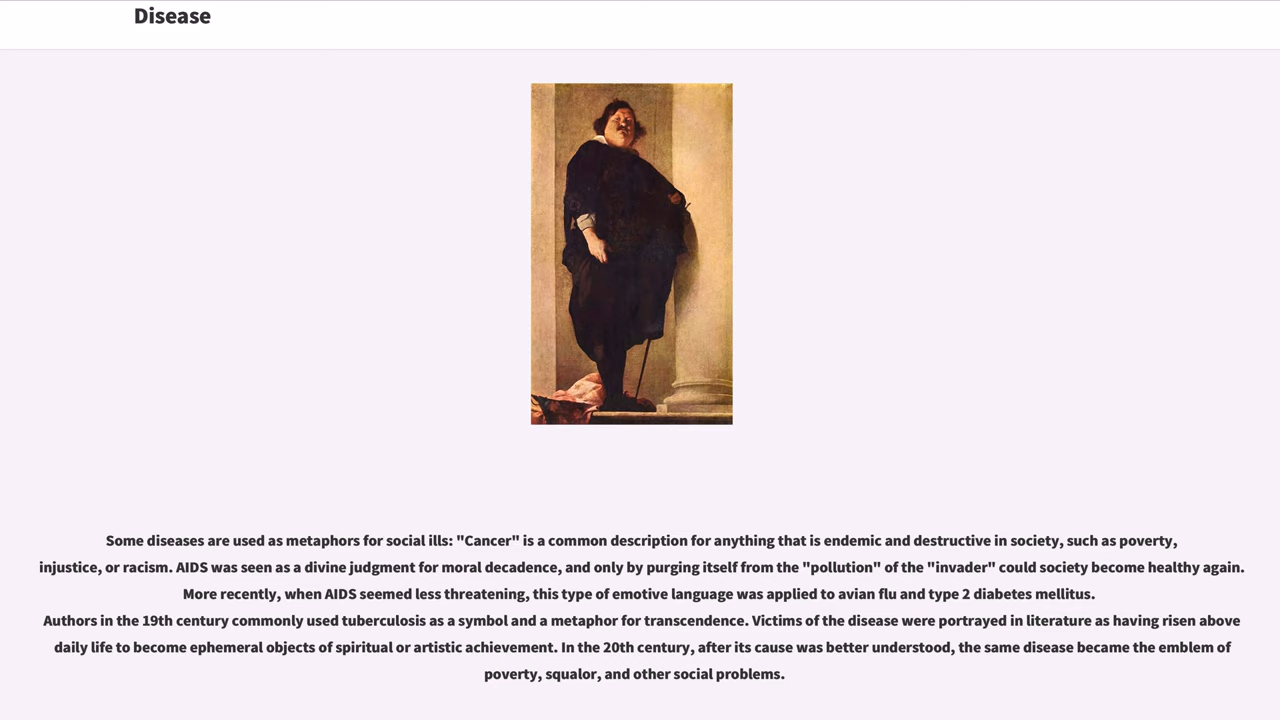 Disease
Some diseases are used as metaphors for social ills: "Cancer" is a common description for anything that is endemic and destructive in society, such as poverty,
injustice, or racism. AIDS was seen as a divine judgment for moral decadence, and only by purging itself from the "pollution" of the "invader" could society become healthy again.
More recently, when AIDS seemed less threatening, this type of emotive language was applied to avian flu and type 2 diabetes mellitus.
Authors in the 19th century commonly used tuberculosis as a symbol and a metaphor for transcendence. Victims of the disease were portrayed in literature as having risen above
daily life to become ephemeral objects of spiritual or artistic achievement. In the 20th century, after its cause was better understood, the same disease became the emblem of
poverty, squalor, and other social problems.